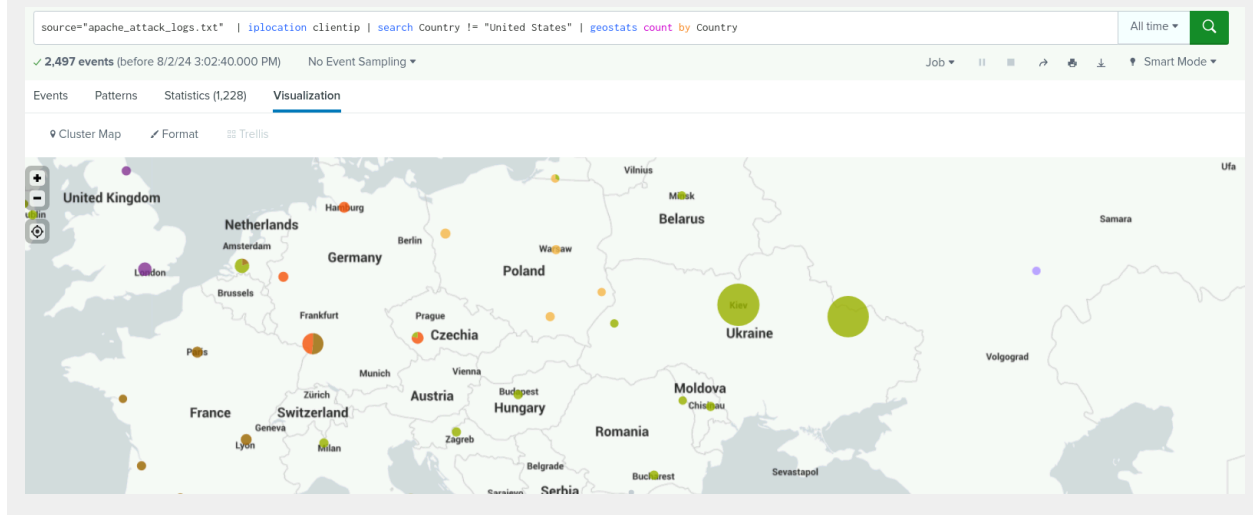 source="apache_attack_logs.txt" | iplocation clientip | search Country != "United States" | geostats count by Country
All time
2,497 events (before 8/2/24 3:02:40.000 PM)
No Event Sampling
Job
Smart Mode
Events
Patterns
Statistics (1,228)
Visualization
Cluster Map
Format
Trellis
Vilnius
Ufa
United Kingdom
Minsk
Hamburg
Belarus
Samara
Netherlands
Amsterdam
Berlin
Warsaw
Germany
Poland
London
Brussels
Kiev
Frankfurt
Prague
Czechia
Ukraine
Paris
Volgograd
Munich
Vienna
Moldova
Zürich
Austria
Budapest
Hungary
Chisinau
France
Switzerland
Geneva
Romania
Lyon
Milan
Zagreb
Belgrade
Bucharest
Sevastapol
Sarajevo
Serbia